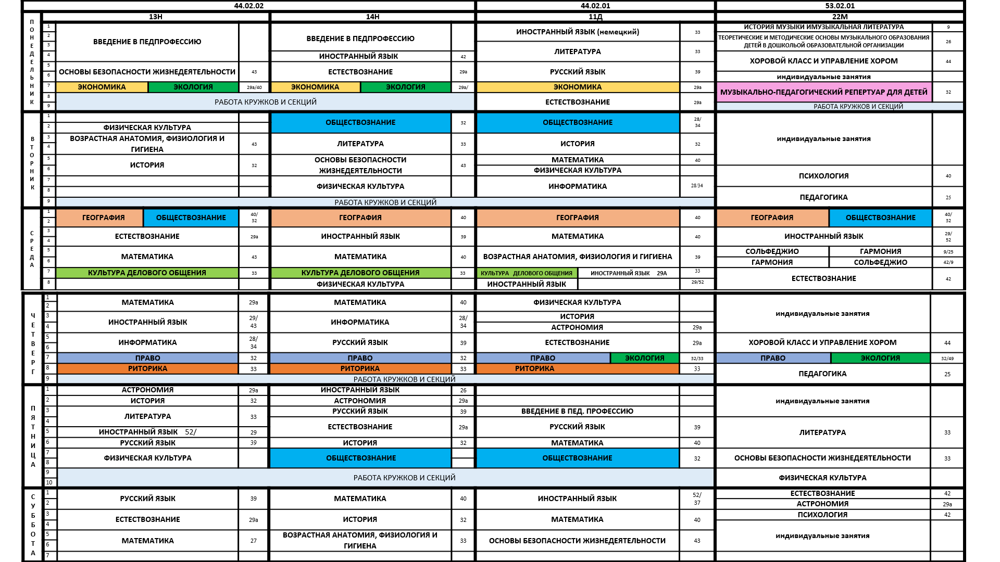 44.02.02 44.02.01 53.02.01
13Н 14Н 11Д 22М
ПОНЕДЕЛЬНИК
1 ВВЕДЕНИЕ В ПЕДПРОФЕССИЮ ВВЕДЕНИЕ В ПЕДПРОФЕССИЮ ИНОСТРАННЫЙ ЯЗЫК (немецкий) 33 ИСТОРИЯ МУЗЫКИ ИМУЗЫКАЛЬНАЯ ЛИТЕРАТУРА 9
2 ТЕОРЕТИЧЕСКИЕ И МЕТОДИЧЕСКИЕ ОСНОВЫ МУЗЫКАЛЬНОГО ОБРАЗОВАНИЯ
ДЕТЕЙ В ДОШКОЛЬОЙ ОБРАЗОВАТЕЛЬНОЙ ОРГАНИЗАЦИИ 26
3 ЛИТЕРАТУРА 33
4 ИНОСТРАННЫЙ ЯЗЫК 42 ХОРОВОЙ КЛАСС И УПРАВЛЕНИЕ ХОРОМ 44
5 ОСНОВЫ БЕЗОПАСНОСТИ ЖИЗНЕДЕЯТЕЛЬНОСТИ 43 ЕСТЕСТВОЗНАНИЕ 29а РУССКИЙ ЯЗЫК 39
6 индивидуальные занятия
7 ЭКОНОМИКА ЭКОЛОГИЯ 29а/40 ЭКОНОМИКА ЭКОЛОГИЯ 29а/ ЭКОНОМИКА 29а МУЗЫКАЛЬНО-ПЕДАГОГИЧЕСКИЙ РЕПЕРТУАР ДЛЯ ДЕТЕЙ 32
8 РАБОТА КРУЖКОВ И СЕКЦИЙ ЕСТЕСТВОЗНАНИЕ 29а
9 РАБОТА КРУЖКОВ И СЕКЦИЙ
ВТОРНИК
1 ОБЩЕСТВОЗНАНИЕ 32 ОБЩЕСТВОЗНАНИЕ 28/
34 индивидуальные занятия
2 ФИЗИЧЕСКАЯ КУЛЬТУРА
3 ВОЗРАСТНАЯ АНАТОМИЯ, ФИЗИОЛОГИЯ И
4 ГИГИЕНА 43 ЛИТЕРАТУРА 33 ИСТОРИЯ 32
5 ИСТОРИЯ 32 ОСНОВЫ БЕЗОПАСНОСТИ
ЖИЗНЕДЕЯТЕЛЬНОСТИ 43 МАТЕМАТИКА 40
6 ФИЗИЧЕСКАЯ КУЛЬТУРА ПСИХОЛОГИЯ 40
7 ФИЗИЧЕСКАЯ КУЛЬТУРА ИНФОРМАТИКА 28/34
8 ПЕДАГОГИКА 25
9 РАБОТА КРУЖКОВ И СЕКЦИЙ
СРЕДА
1 ГЕОГРАФИЯ ОБЩЕСТВОЗНАНИЕ 40/
32 ГЕОГРАФИЯ 40 ГЕОГРАФИЯ 40 ГЕОГРАФИЯ ОБЩЕСТВОЗНАНИЕ 40/
32
2
3 ЕСТЕСТВОЗНАНИЕ 29а ИНОСТРАННЫЙ ЯЗЫК 39 МАТЕМАТИКА 40 ИНОСТРАННЫЙ ЯЗЫК 29/
52
4
5 МАТЕМАТИКА 43 МАТЕМАТИКА 40 ВОЗРАСТНАЯ АНАТОМИЯ, ФИЗИОЛОГИЯ И ГИГИЕНА 39 СОЛЬФЕДЖИО ГАРМОНИЯ 9/25
6 ГАРМОНИЯ СОЛЬФЕДЖИО 42/9
7 КУЛЬТУРА ДЕЛОВОГО ОБЩЕНИЯ 33 КУЛЬТУРА ДЕЛОВОГО ОБЩЕНИЯ 33 КУЛЬТУРА ДЕЛОВОГО ОБЩЕНИЯ ИНОСТРАННЫЙ ЯЗЫК 29А 33 ЕСТЕСТВОЗНАНИЕ 42
8 ФИЗИЧЕСКАЯ КУЛЬТУРА ИНОСТРАННЫЙ ЯЗЫК 29/52
ЧЕТВЕРГ
1 МАТЕМАТИКА 29а МАТЕМАТИКА 40 ФИЗИЧЕСКАЯ КУЛЬТУРА индивидуальные занятия
2
3 ИНОСТРАННЫЙ ЯЗЫК 29/
43 ИНФОРМАТИКА 28/
34 ИСТОРИЯ
4 АСТРОНОМИЯ 29а
5 ИНФОРМАТИКА 28/
34 РУССКИЙ ЯЗЫК 39 ЕСТЕСТВОЗНАНИЕ 29а ХОРОВОЙ КЛАСС И УПРАВЛЕНИЕ ХОРОМ 44
6
7 ПРАВО 32 ПРАВО 32 ПРАВО ЭКОЛОГИЯ 32/33 ПРАВО ЭКОЛОГИЯ 32/49
8 РИТОРИКА 33 РИТОРИКА 33 РИТОРИКА 33 ПЕДАГОГИКА 25
9 РАБОТА КРУЖКОВ И СЕКЦИЙ
ПЯТНИЦА
1 АСТРОНОМИЯ 29а ИНОСТРАННЫЙ ЯЗЫК 26 индивидуальные занятия
2 ИСТОРИЯ 32 АСТРОНОМИЯ 29а
3 ЛИТЕРАТУРА 33 РУССКИЙ ЯЗЫК 39 ВВЕДЕНИЕ В ПЕД. ПРОФЕССИЮ
4 ЕСТЕСТВОЗНАНИЕ 29а РУССКИЙ ЯЗЫК 39 ЛИТЕРАТУРА 33
5 ИНОСТРАННЫЙ ЯЗЫК 52/ 29
6 РУССКИЙ ЯЗЫК 39 ИСТОРИЯ 32 МАТЕМАТИКА 40
7 ФИЗИЧЕСКАЯ КУЛЬТУРА ОБЩЕСТВОЗНАНИЕ ОБЩЕСТВОЗНАНИЕ 32 ОСНОВЫ БЕЗОПАСНОСТИ ЖИЗНЕДЕЯТЕЛЬНОСТИ 33
8
9 РАБОТА КРУЖКОВ И СЕКЦИЙ ФИЗИЧЕСКАЯ КУЛЬТУРА
10
СУББОТА
1 РУССКИЙ ЯЗЫК 39 МАТЕМАТИКА 40 ИНОСТРАННЫЙ ЯЗЫК 52/
37 ЕСТЕСТВОЗНАНИЕ 42
2 АСТРОНОМИЯ 29а
3 ЕСТЕСТВОЗНАНИЕ 29а ИСТОРИЯ 32 МАТЕМАТИКА 40 ПСИХОЛОГИЯ 42
4 индивидуальные занятия
5 МАТЕМАТИКА 27 ВОЗРАСТНАЯ АНАТОМИЯ, ФИЗИОЛОГИЯ И
ГИГИЕНА 33 ОСНОВЫ БЕЗОПАСНОСТИ ЖИЗНЕДЕЯТЕЛЬНОСТИ 43
6
7